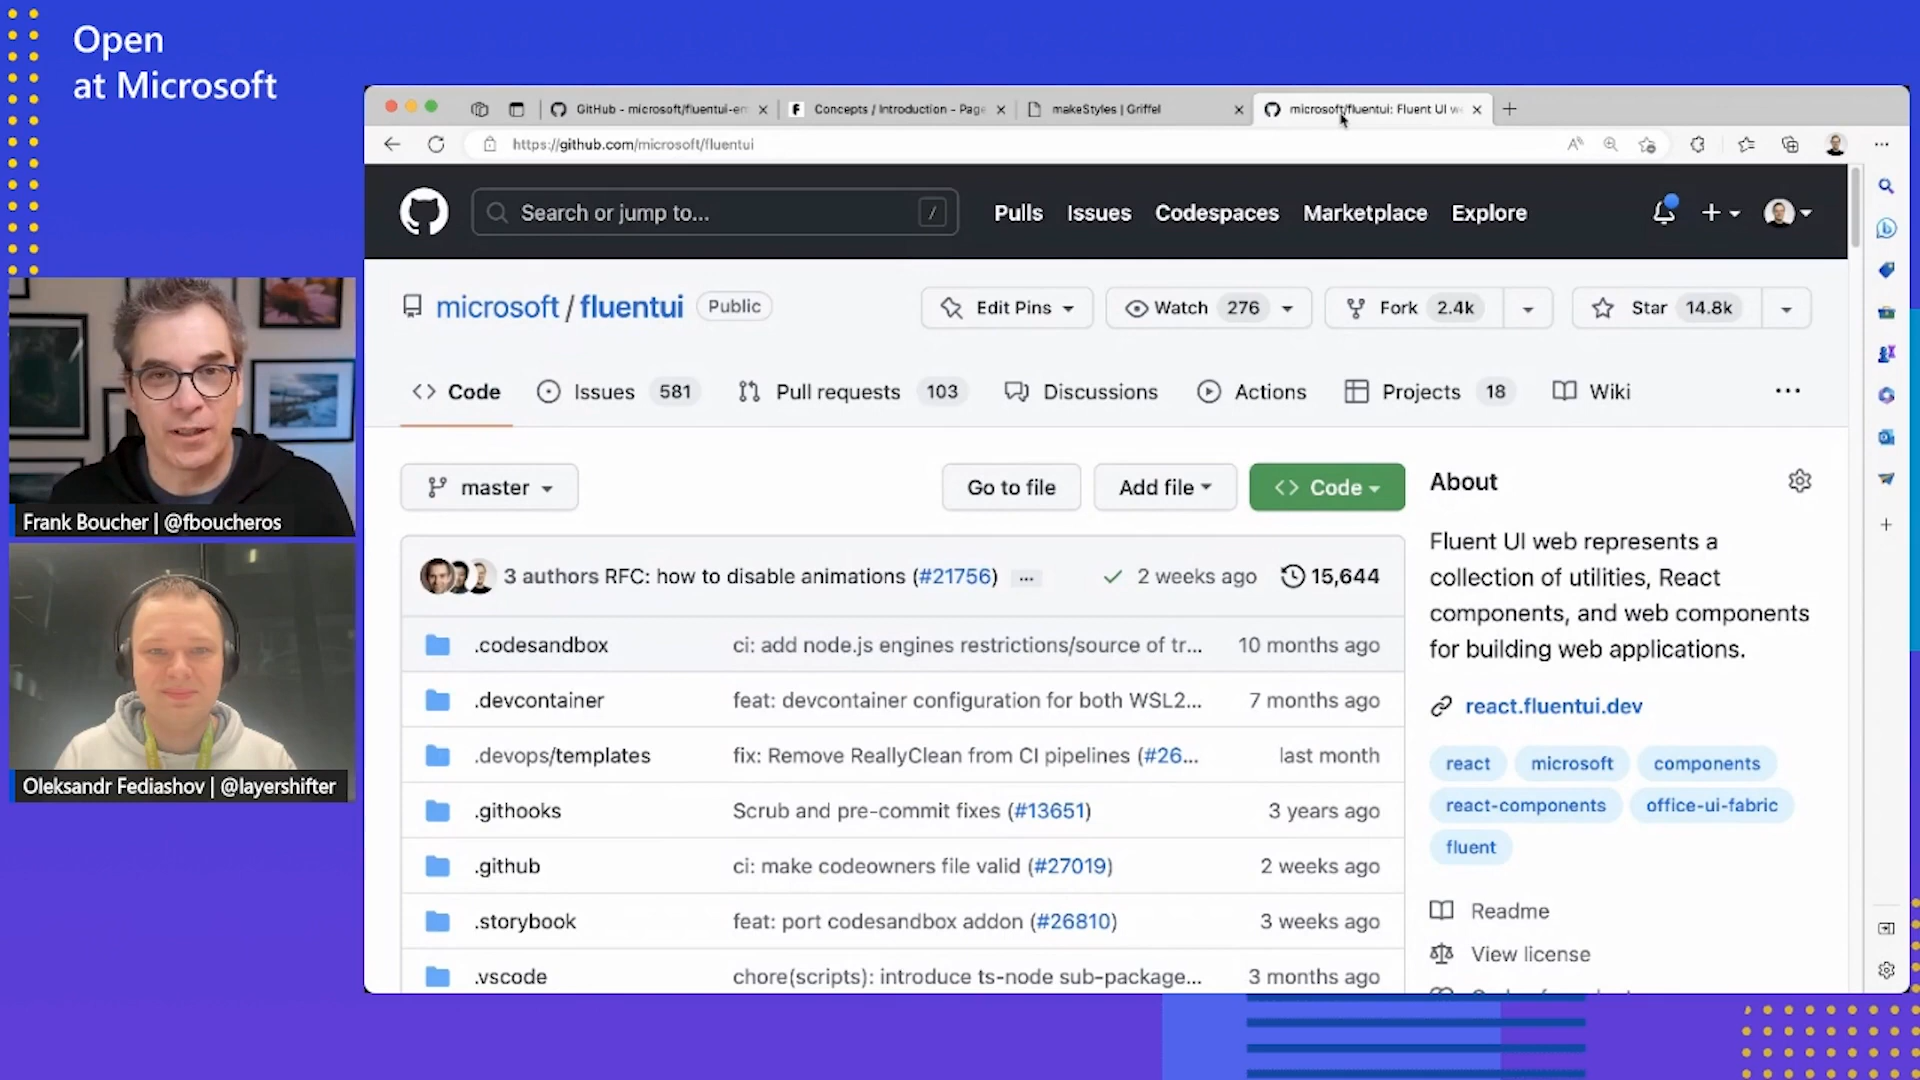 Open
at Microsoft
GitHub - microsoft/fluentui-em
Concepts / Introduction - Page
makeStyles | Griffel
microsoft/fluentui: Fluent UI we
https://github.com/microsoft/fluentui
Search or jump to...
/
Pulls
Issues
Codespaces
Marketplace
Explore
microsoft / fluentui
Public
Edit Pins
Watch 276
Fork 2.4k
Star 14.8k
Code
Issues 581
Pull requests 103
Discussions
Actions
Projects 18
Wiki
master
Go to file
Add file
Code
3 authors RFC: how to disable animations (#21756)
2 weeks ago
15,644
.codesandbox ci: add node.js engines restrictions/source of tr... 10 months ago
.devcontainer feat: devcontainer configuration for both WSL2... 7 months ago
.devops/templates fix: Remove ReallyClean from CI pipelines (#26... last month
.githooks Scrub and pre-commit fixes (#13651) 3 years ago
.github ci: make codeowners file valid (#27019) 2 weeks ago
.storybook feat: port codesandbox addon (#26810) 3 weeks ago
.vscode chore(scripts): introduce ts-node sub-package... 3 months ago
About
Fluent UI web represents a
collection of utilities, React
components, and web components
for building web applications.
react.fluentui.dev
react microsoft components
react-components office-ui-fabric
fluent
Readme
View license
Frank Boucher | @fboucheros
Oleksandr Fediashov | @layershifter